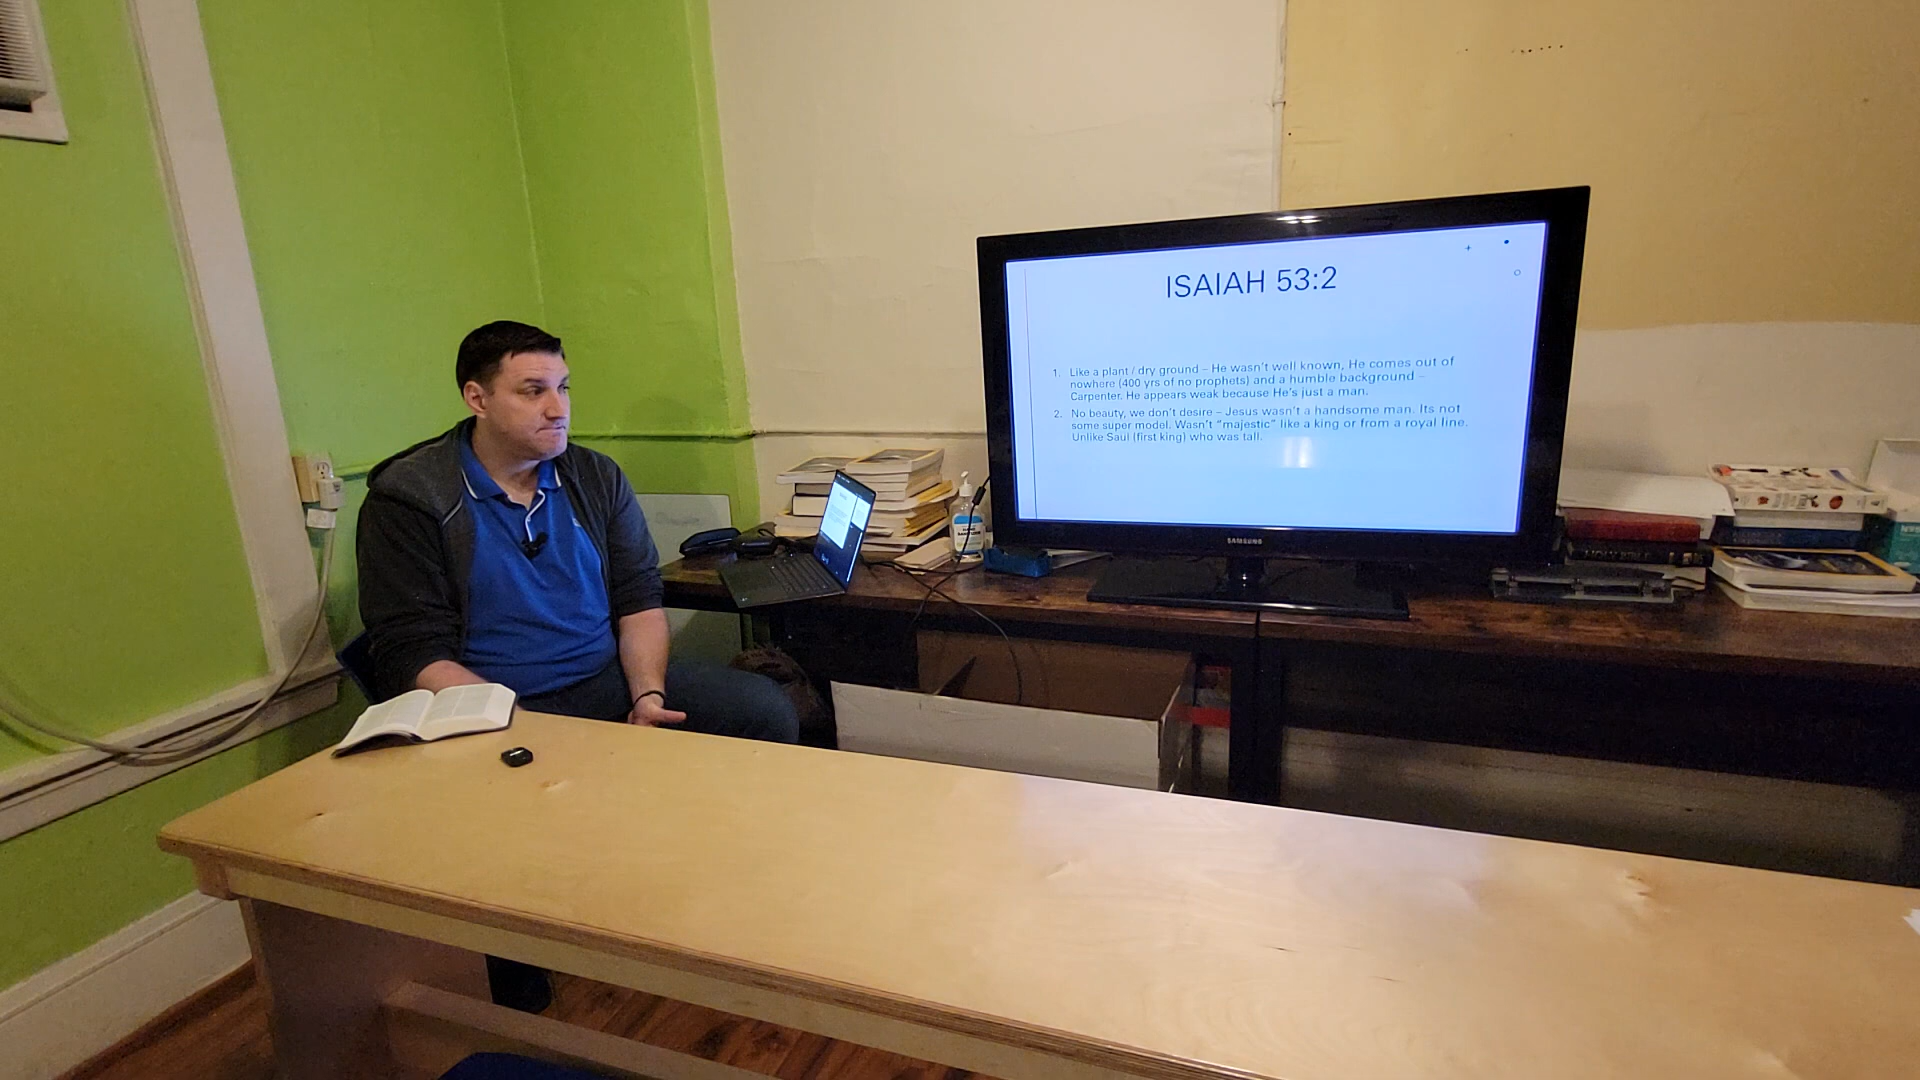 ISAIAH 53:2
1. Like a plant / dry ground – He wasn't well known, He comes out of
nowhere (400 yrs of no prophets) and a humble background –
Carpenter. He appears weak because He's just a man.
2. No beauty, we don't desire – Jesus wasn't a handsome man. Its not
some super model. Wasn't "majestic" like a king or from a royal line.
Unlike Saul (first king) who was tall.
SAMSUNG
HOLY BIBLE